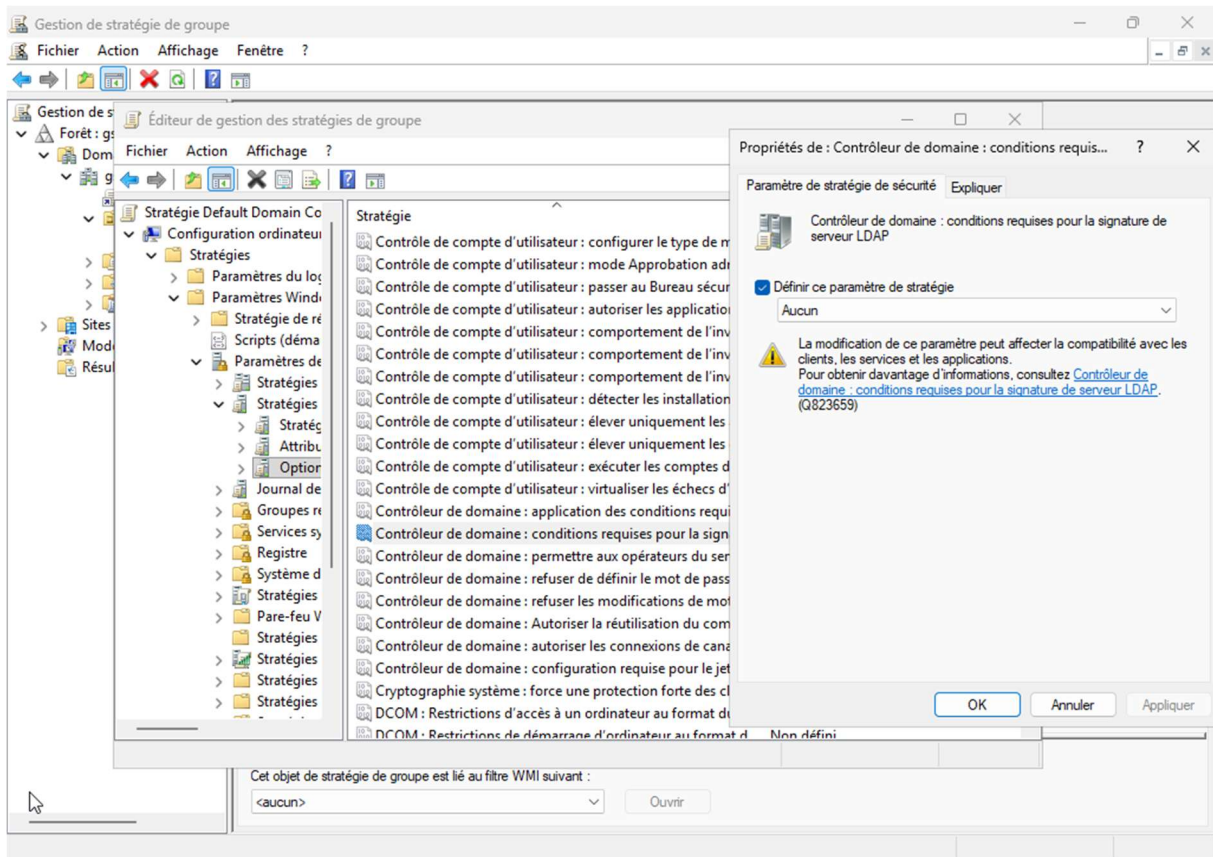 Gestion de stratégie de groupe
Fichier Action Affichage Fenêtre ?
Gestion de s
Forêt : gs
Dom
g
Sites
Mod
Résul
Éditeur de gestion des stratégies de groupe
Fichier Action Affichage ?
Stratégie Default Domain Co
Configuration ordinateur
Stratégies
Paramètres du log
Paramètres Windo
Stratégie de ré
Scripts (déma
Paramètres de
Stratégies
Stratégies
Stratég
Attribu
Option
Journal de
Groupes re
Services sy
Registre
Système d
Stratégies
Pare-feu W
Stratégies
Stratégies
Stratégies
Stratégies
Stratégie
Contrôle de compte d'utilisateur : configurer le type de m
Contrôle de compte d'utilisateur : mode Approbation adr
Contrôle de compte d'utilisateur : passer au Bureau sécur
Contrôle de compte d'utilisateur : autoriser les application
Contrôle de compte d'utilisateur : comportement de l'inv
Contrôle de compte d'utilisateur : comportement de l'inv
Contrôle de compte d'utilisateur : comportement de l'inv
Contrôle de compte d'utilisateur : détecter les installation
Contrôle de compte d'utilisateur : élever uniquement les
Contrôle de compte d'utilisateur : élever uniquement les
Contrôle de compte d'utilisateur : exécuter les comptes d
Contrôle de compte d'utilisateur : virtualiser les échecs d'
Contrôleur de domaine : application des conditions requi
Contrôleur de domaine : conditions requises pour la sign
Contrôleur de domaine : permettre aux opérateurs du ser
Contrôleur de domaine : refuser de définir le mot de pass
Contrôleur de domaine : refuser les modifications de mot
Contrôleur de domaine : Autoriser la réutilisation du com
Contrôleur de domaine : autoriser les connexions de cana
Contrôleur de domaine : configuration requise pour le jet
Cryptographie système : force une protection forte des cl
DCOM : Restrictions d'accès à un ordinateur au format du
DCOM : Restrictions de démarrage d'ordinateur au format d Non défini
Propriétés de : Contrôleur de domaine : conditions requis... ?
Paramètre de stratégie de sécurité Expliquer
Contrôleur de domaine : conditions requises pour la signature de
serveur LDAP
Définir ce paramètre de stratégie
Aucun
La modification de ce paramètre peut affecter la compatibilité avec les
clients, les services et les applications.
Pour obtenir davantage d'informations, consultez Contrôleur de
domaine : conditions requises pour la signature de serveur LDAP.
(Q823659)
OK Annuler Appliquer
Cet objet de stratégie de groupe est lié au filtre WMI suivant :
<aucun> Ouvrir